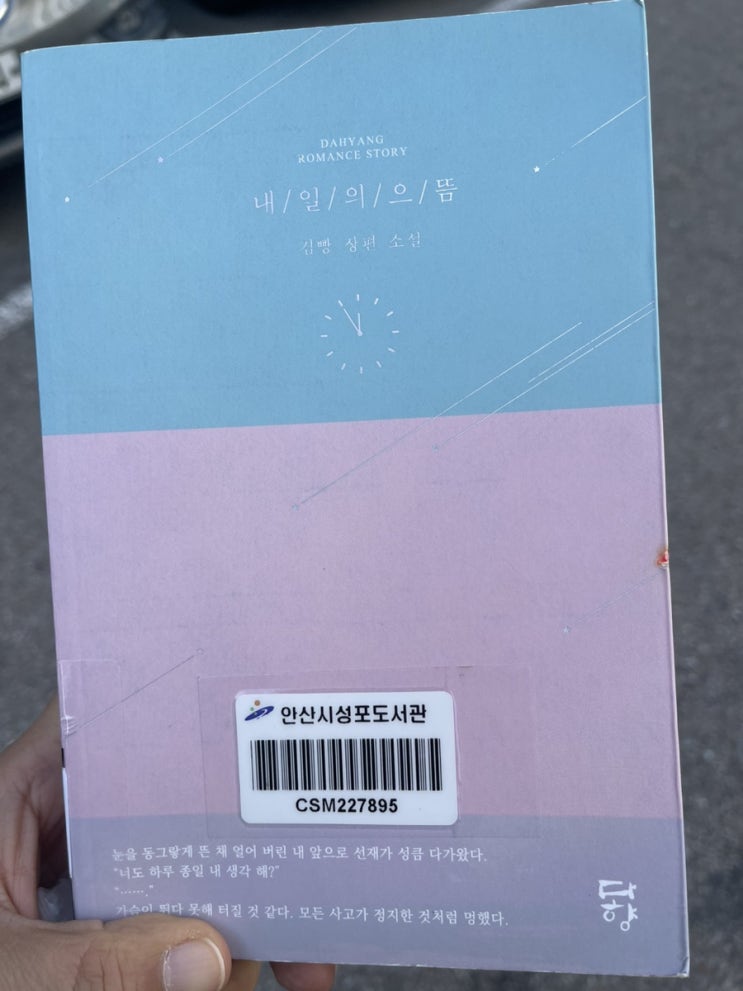 DAHYANG
ROMANCE STORY
내/일/의/으/뜸
김빵 장편 소설
안산시성포도서관
CSM227895
눈을 동그랗게 뜬 채 얼어 버린 내 앞으로 선재가 성큼 다가왔다.
“너도 하루 종일 내 생각 해?”
“…….”
가슴이 뛰다 못해 터질 것 같다. 모든 사고가 정지한 것처럼 멍했다.
다향